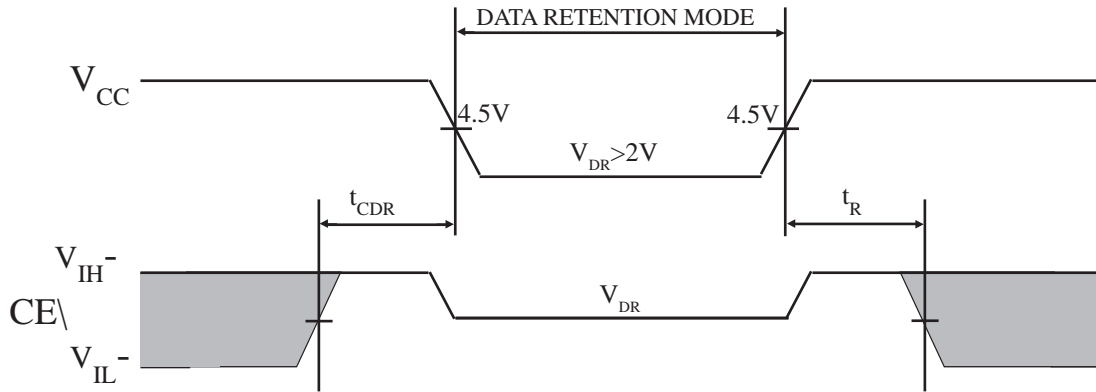 DATA RETENTION MODE
VCC
4.5V
4.5V
VDR>2V
tCDR
tR
VIH-
CE\
VDR
VIL-